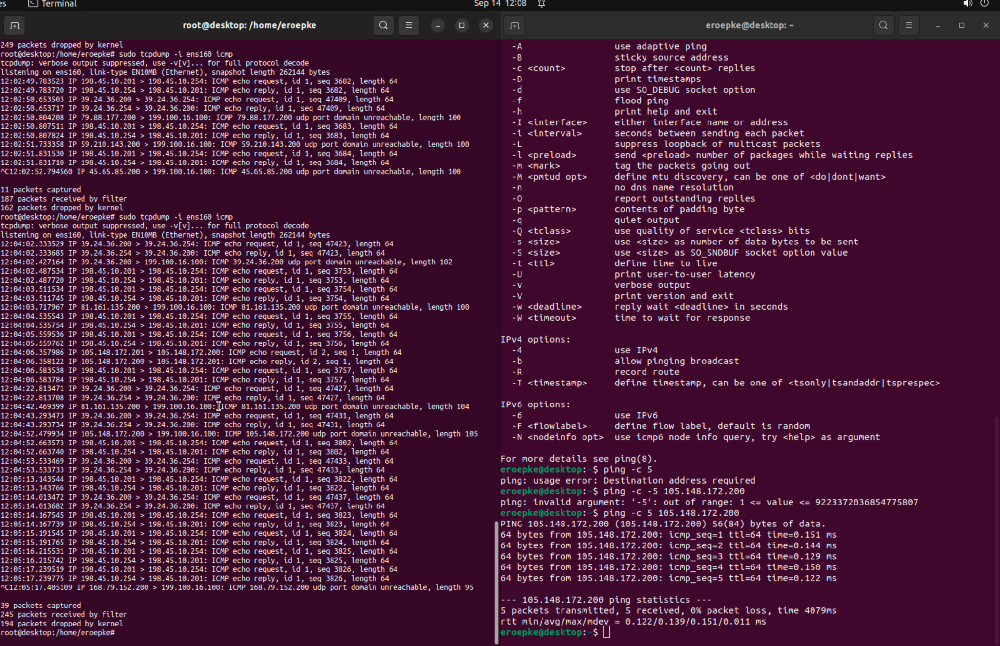 es Terminal Sep 14 12:08
root@desktop: /home/eroepke
249 packets dropped by kernel
root@desktop:/home/eroepke# sudo tcpdump -i ens160 icmp
tcpdump: verbose output suppressed, use -v[v]... for full protocol decode
listening on ens160, link-type EN10MB (Ethernet), snapshot length 262144 bytes
12:02:49.783523 IP 198.45.10.201 > 198.45.10.254: ICMP echo request, id 1, seq 3682, length 64
12:02:49.783720 IP 198.45.10.254 > 198.45.10.201: ICMP echo reply, id 1, seq 3682, length 64
12:02:50.653503 IP 39.24.36.200 > 39.24.36.254: ICMP echo request, id 1, seq 47409, length 64
12:02:50.653717 IP 39.24.36.254 > 39.24.36.200: ICMP echo reply, id 1, seq 47409, length 64
12:02:50.804208 IP 79.88.177.200 > 199.100.16.100: ICMP 79.88.177.200 udp port domain unreachable, length 100
12:02:50.807511 IP 198.45.10.201 > 198.45.10.254: ICMP echo request, id 1, seq 3683, length 64
12:02:50.807824 IP 198.45.10.254 > 198.45.10.201: ICMP echo reply, id 1, seq 3683, length 64
12:02:51.733358 IP 59.210.143.200 > 199.100.16.100: ICMP 59.210.143.200 udp port domain unreachable, length 100
12:02:51.831530 IP 198.45.10.201 > 198.45.10.254: ICMP echo request, id 1, seq 3684, length 64
12:02:51.831710 IP 198.45.10.254 > 198.45.10.201: ICMP echo reply, id 1, seq 3684, length 64
^C12:02:52.794560 IP 45.65.85.200 > 199.100.16.100: ICMP 45.65.85.200 udp port domain unreachable, length 100
11 packets captured
187 packets received by filter
162 packets dropped by kernel
root@desktop:/home/eroepke# sudo tcpdump -i ens160 icmp
tcpdump: verbose output suppressed, use -v[v]... for full protocol decode
listening on ens160, link-type EN10MB (Ethernet), snapshot length 262144 bytes
12:04:02.333529 IP 39.24.36.200 > 39.24.36.254: ICMP echo request, id 1, seq 47423, length 64
12:04:02.333685 IP 39.24.36.254 > 39.24.36.200: ICMP echo reply, id 1, seq 47423, length 64
12:04:02.427164 IP 39.24.36.200 > 199.100.16.100: ICMP 39.24.36.200 udp port domain unreachable, length 102
12:04:02.487534 IP 198.45.10.201 > 198.45.10.254: ICMP echo request, id 1, seq 3753, length 64
12:04:02.487720 IP 198.45.10.254 > 198.45.10.201: ICMP echo reply, id 1, seq 3753, length 64
12:04:03.511534 IP 198.45.10.201 > 198.45.10.254: ICMP echo request, id 1, seq 3754, length 64
12:04:03.511745 IP 198.45.10.254 > 198.45.10.201: ICMP echo reply, id 1, seq 3754, length 64
12:04:03.717967 IP 81.161.135.200 > 199.100.16.100: ICMP 81.161.135.200 udp port domain unreachable, length 100
12:04:04.535543 IP 198.45.10.201 > 198.45.10.254: ICMP echo request, id 1, seq 3755, length 64
12:04:04.535754 IP 198.45.10.254 > 198.45.10.201: ICMP echo reply, id 1, seq 3755, length 64
12:04:05.559536 IP 198.45.10.201 > 198.45.10.254: ICMP echo request, id 1, seq 3756, length 64
12:04:05.559762 IP 198.45.10.254 > 198.45.10.201: ICMP echo reply, id 1, seq 3756, length 64
12:04:06.357986 IP 105.148.172.201 > 105.148.172.200: ICMP echo request, id 2, seq 1, length 64
12:04:06.358122 IP 105.148.172.200 > 105.148.172.201: ICMP echo reply, id 2, seq 1, length 64
12:04:06.583538 IP 198.45.10.201 > 198.45.10.254: ICMP echo request, id 1, seq 3757, length 64
12:04:06.583784 IP 198.45.10.254 > 198.45.10.201: ICMP echo reply, id 1, seq 3757, length 64
12:04:22.813471 IP 39.24.36.200 > 39.24.36.254: ICMP echo request, id 1, seq 47427, length 64
12:04:22.813708 IP 39.24.36.254 > 39.24.36.200: ICMP echo reply, id 1, seq 47427, length 64
12:04:42.469399 IP 81.161.135.200 > 199.100.16.100: ICMP 81.161.135.200 udp port domain unreachable, length 104
12:04:43.293473 IP 39.24.36.200 > 39.24.36.254: ICMP echo request, id 1, seq 47431, length 64
12:04:43.293734 IP 39.24.36.254 > 39.24.36.200: ICMP echo reply, id 1, seq 47431, length 64
12:04:52.479934 IP 105.148.172.200 > 199.100.16.100: ICMP 105.148.172.200 udp port domain unreachable, length 105
12:04:52.663573 IP 198.45.10.201 > 198.45.10.254: ICMP echo request, id 1, seq 3802, length 64
12:04:52.663740 IP 198.45.10.254 > 198.45.10.201: ICMP echo reply, id 1, seq 3802, length 64
12:04:53.533469 IP 39.24.36.200 > 39.24.36.254: ICMP echo request, id 1, seq 47433, length 64
12:04:53.533733 IP 39.24.36.254 > 39.24.36.200: ICMP echo reply, id 1, seq 47433, length 64
12:05:13.143544 IP 198.45.10.201 > 198.45.10.254: ICMP echo request, id 1, seq 3822, length 64
12:05:13.143766 IP 198.45.10.254 > 198.45.10.201: ICMP echo reply, id 1, seq 3822, length 64
12:05:14.013472 IP 39.24.36.200 > 39.24.36.254: ICMP echo request, id 1, seq 47437, length 64
12:05:14.013682 IP 39.24.36.254 > 39.24.36.200: ICMP echo reply, id 1, seq 47437, length 64
12:05:14.167545 IP 198.45.10.201 > 198.45.10.254: ICMP echo request, id 1, seq 3823, length 64
12:05:14.167739 IP 198.45.10.254 > 198.45.10.201: ICMP echo reply, id 1, seq 3823, length 64
12:05:15.191545 IP 198.45.10.201 > 198.45.10.254: ICMP echo request, id 1, seq 3824, length 64
12:05:15.191765 IP 198.45.10.254 > 198.45.10.201: ICMP echo reply, id 1, seq 3824, length 64
12:05:16.215531 IP 198.45.10.201 > 198.45.10.254: ICMP echo request, id 1, seq 3825, length 64
12:05:16.215742 IP 198.45.10.254 > 198.45.10.201: ICMP echo reply, id 1, seq 3825, length 64
12:05:17.239519 IP 198.45.10.201 > 198.45.10.254: ICMP echo request, id 1, seq 3826, length 64
12:05:17.239775 IP 198.45.10.254 > 198.45.10.201: ICMP echo reply, id 1, seq 3826, length 64
^C12:05:17.405109 IP 168.79.152.200 > 199.100.16.100: ICMP 168.79.152.200 udp port domain unreachable, length 95
39 packets captured
245 packets received by filter
194 packets dropped by kernel
root@desktop:/home/eroepke#
eroepke@desktop: ~
-A use adaptive ping
-B sticky source address
-c <count> stop after <count> replies
-D print timestamps
-d use SO_DEBUG socket option
-f flood ping
-h print help and exit
-I <interface> either interface name or address
-i <interval> seconds between sending each packet
-L suppress loopback of multicast packets
-l <preload> send <preload> number of packages while waiting replies
-m <mark> tag the packets going out
-M <pmtud opt> define mtu discovery, can be one of <do|dont|want>
-n no dns name resolution
-O report outstanding replies
-p <pattern> contents of padding byte
-q quiet output
-Q <tclass> use quality of service <tclass> bits
-s <size> use <size> as number of data bytes to be sent
-S <size> use <size> as SO_SNDBUF socket option value
-t <ttl> define time to live
-U print user-to-user latency
-v verbose output
-V print version and exit
-w <deadline> reply wait <deadline> in seconds
-W <timeout> time to wait for response
IPv4 options:
-4 use IPv4
-b allow pinging broadcast
-R record route
-T <timestamp> define timestamp, can be one of <tsonly|tsandaddr|tsprespec>
IPv6 options:
-6 use IPv6
-F <flowlabel> define flow label, default is random
-N <nodeinfo opt> use icmp6 node info query, try <help> as argument
For more details see ping(8).
eroepke@desktop:~$ ping -c 5
ping: usage error: Destination address required
eroepke@desktop:~$ ping -c -5 105.148.172.200
ping: invalid argument: '-5': out of range: 1 <= value <= 9223372036854775807
eroepke@desktop:~$ ping -c 5 105.148.172.200
PING 105.148.172.200 (105.148.172.200) 56(84) bytes of data.
64 bytes from 105.148.172.200: icmp_seq=1 ttl=64 time=0.151 ms
64 bytes from 105.148.172.200: icmp_seq=2 ttl=64 time=0.144 ms
64 bytes from 105.148.172.200: icmp_seq=3 ttl=64 time=0.129 ms
64 bytes from 105.148.172.200: icmp_seq=4 ttl=64 time=0.150 ms
64 bytes from 105.148.172.200: icmp_seq=5 ttl=64 time=0.122 ms
--- 105.148.172.200 ping statistics ---
5 packets transmitted, 5 received, 0% packet loss, time 4079ms
rtt min/avg/max/mdev = 0.122/0.139/0.151/0.011 ms
eroepke@desktop:~$